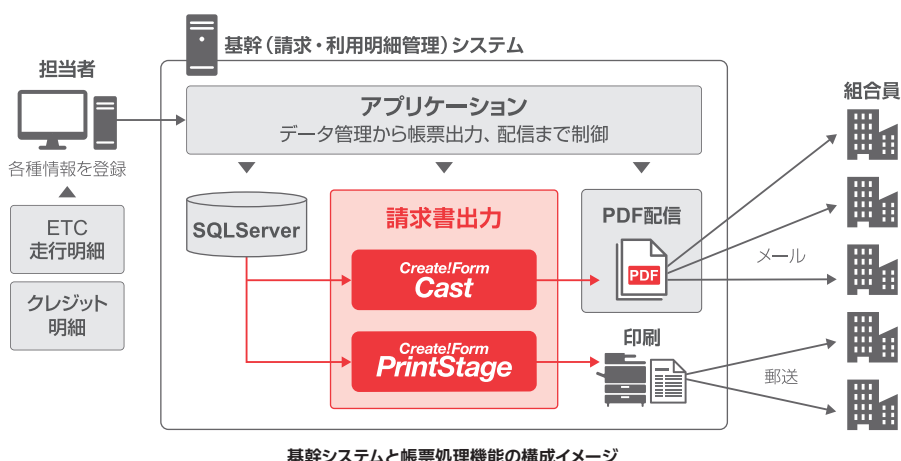 基幹（請求・利用明細管理）システム
担当者
各種情報を登録
ETC
走行明細
クレジット
明細
アプリケーション
データ管理から帳票出力、配信まで制御
SQLServer
請求書出力
Create!Form
Cast
Create!Form
PrintStage
PDF配信
PDF
印刷
メール
郵送
組合員
基幹システムと帳票処理機能の構成イメージ